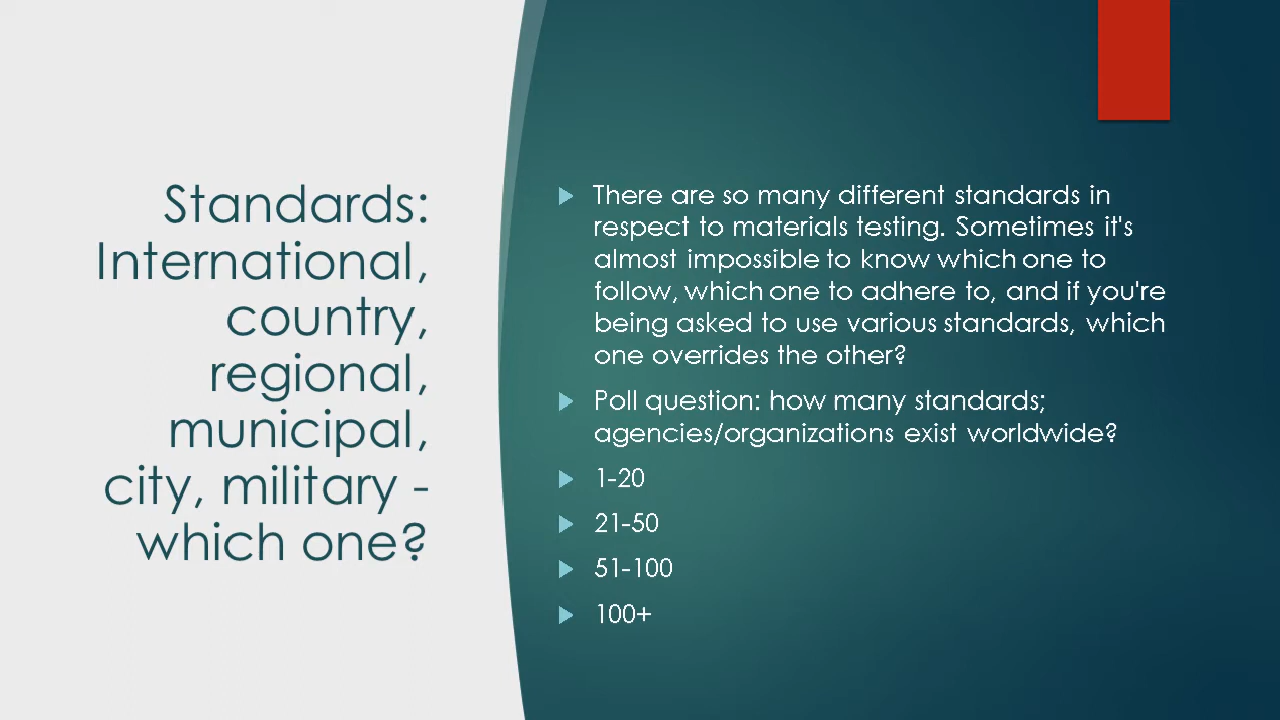 Standards:
International,
country,
regional,
municipal,
city, military -
which one?
There are so many different standards in
respect to materials testing. Sometimes it's
almost impossible to know which one to
follow, which one to adhere to, and if you're
being asked to use various standards, which
one overrides the other?
Poll question: how many standards;
agencies/organizations exist worldwide?
1-20
21-50
51-100
100+